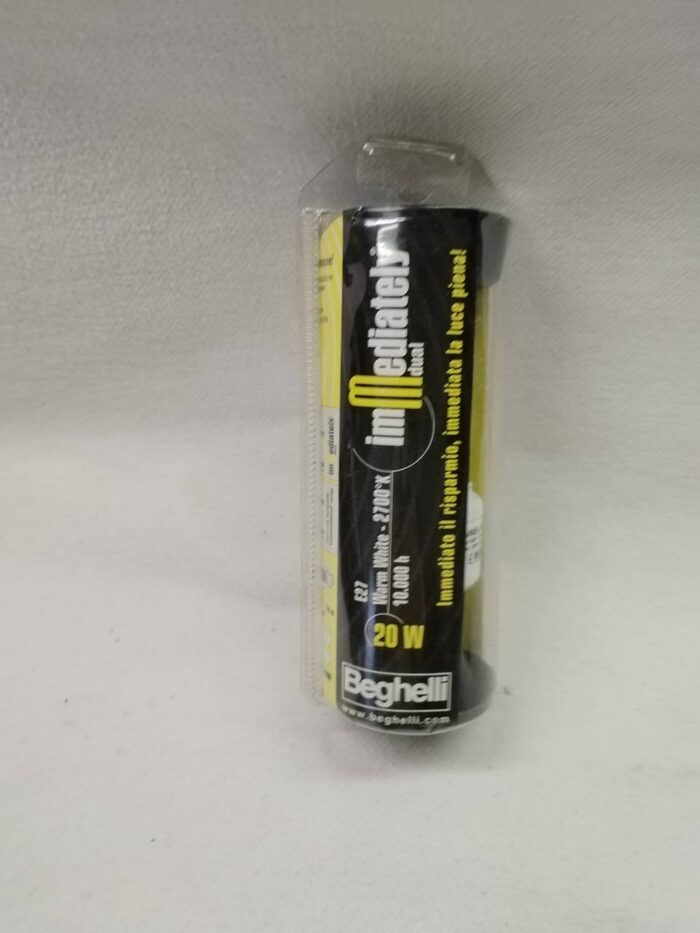 imMediately
dual
Immediato il risparmio, immediata la luce piena!
E27
Warm White - 2700°K
10.000 h
20 W
Beghelli
www.beghelli.com
imMediately